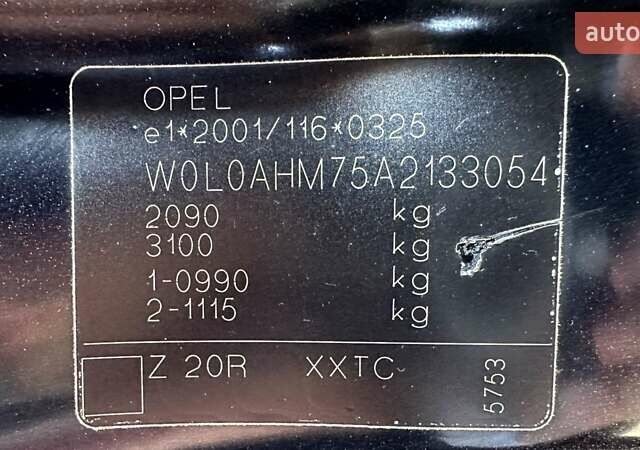 auto
OPEL
e1*2001/116*0325
W0L0AHM75A2133054
2090 kg
3100 kg
1-0990 kg
2-1115 kg
Z 20R XXTC
5753